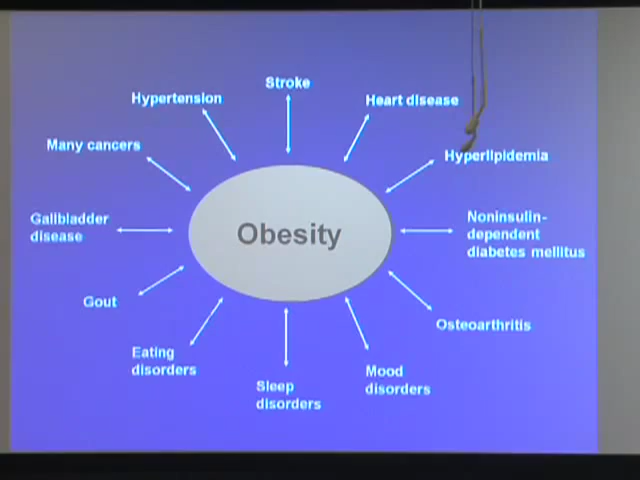 Stroke
Hypertension
Heart disease
Many cancers
Hyperlipidemia
Gallbladder
disease
Noninsulin-
dependent
diabetes mellitus
Obesity
Gout
Osteoarthritis
Eating
disorders
Mood
disorders
Sleep
disorders